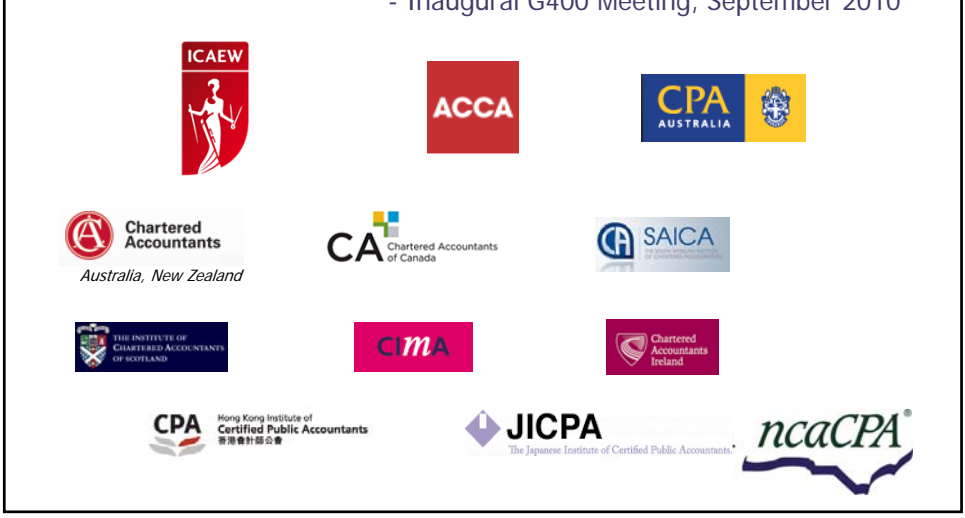 - Inaugural G400 Meeting, September 2010
ICAEW
ACCA
CPA
AUSTRALIA
Chartered
Accountants
Australia, New Zealand
CA Chartered Accountants
of Canada
CA SAICA
THE INSTITUTE OF
CHARTERED ACCOUNTANTS
OF SCOTLAND
CIMA
Chartered
Accountants
Ireland
CPA
Hong Kong Institute of
Certified Public Accountants
香港會計師公會
JICPA
The Japanese Institute of Certified Public Accountants.®
ncaCPA®